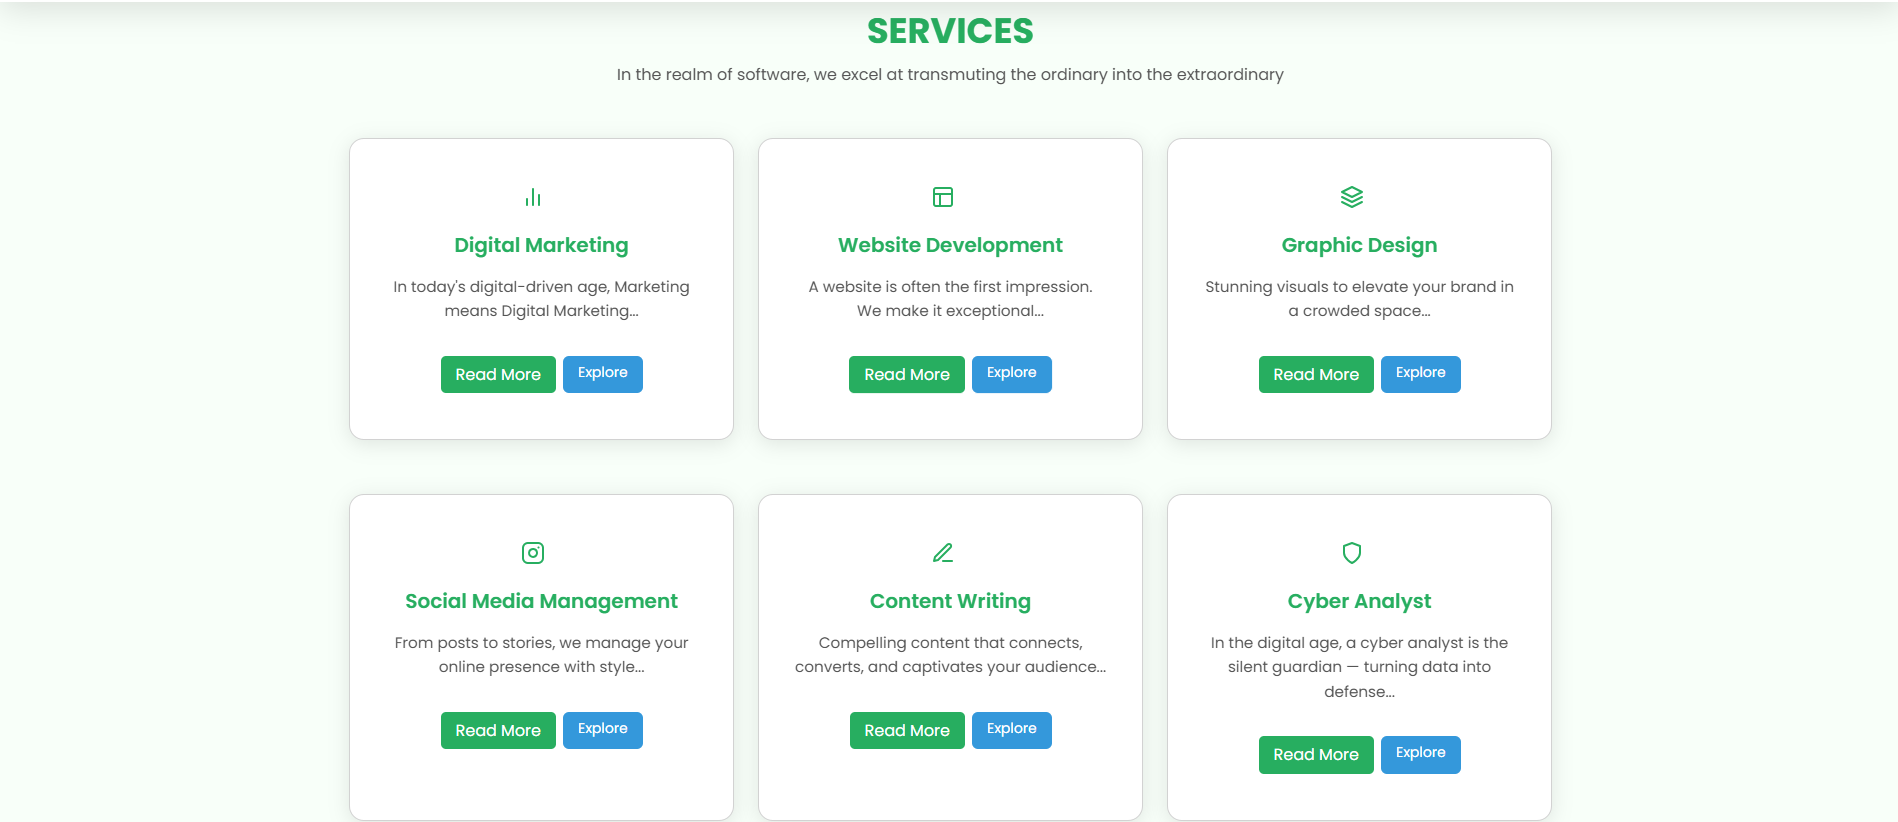 SERVICES
In the realm of software, we excel at transmuting the ordinary into the extraordinary
Digital Marketing
In today's digital-driven age, Marketing
means Digital Marketing...
Read More
Explore
Website Development
A website is often the first impression.
We make it exceptional...
Read More
Explore
Graphic Design
Stunning visuals to elevate your brand in
a crowded space...
Read More
Explore
Social Media Management
From posts to stories, we manage your
online presence with style...
Read More
Explore
Content Writing
Compelling content that connects,
converts, and captivates your audience...
Read More
Explore
Cyber Analyst
In the digital age, a cyber analyst is the
silent guardian — turning data into
defense...
Read More
Explore